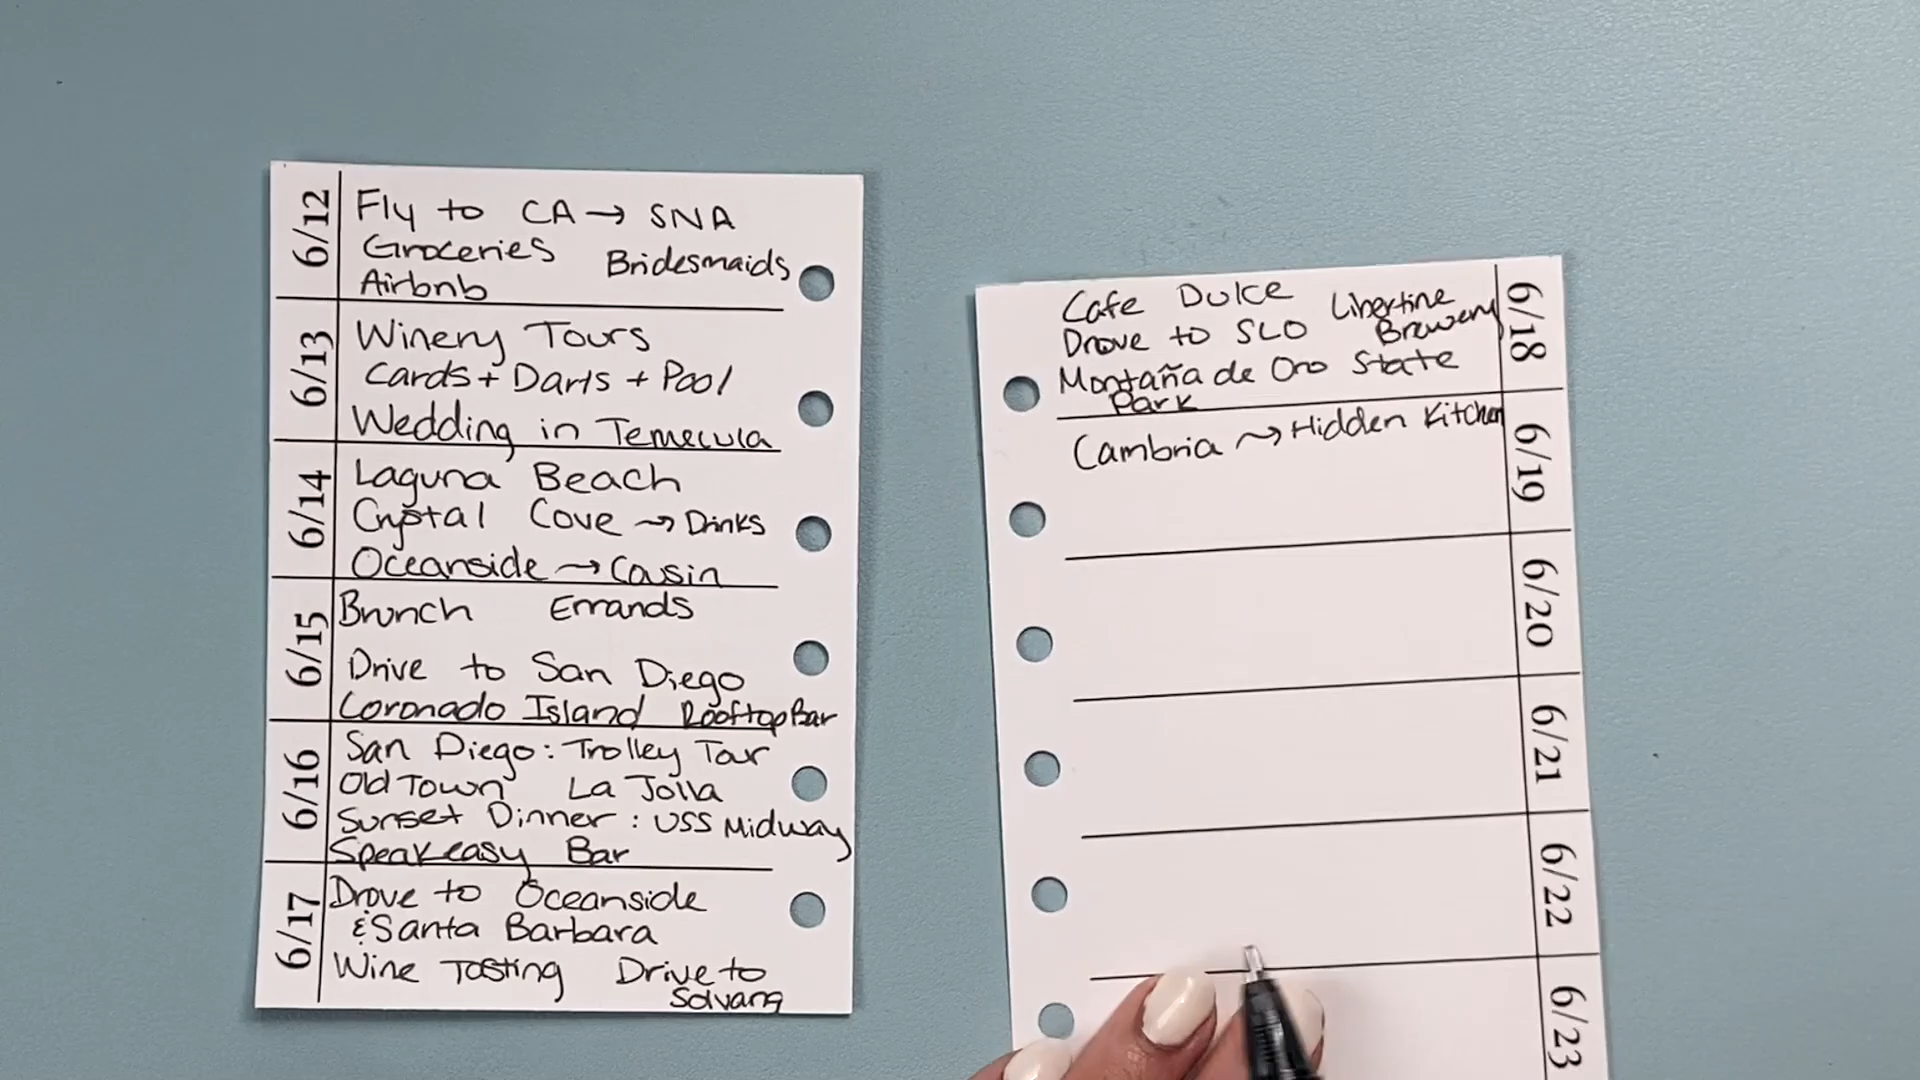 6/12
Fly to CA → SNA
Groceries Bridesmaids
Airbnb
6/13
Winery Tours
Cards + Darts + Pool
Wedding in Temecula
6/14
Laguna Beach
Crystal Cove → Drinks
Oceanside → Cousin
6/15
Brunch Errands
Drive to San Diego
Coronado Island Rooftop Bar
6/16
San Diego: Trolley Tour
Old Town La Jolla
Sunset Dinner: USS Midway
Speakeasy Bar
6/17
Drove to Oceanside
& Santa Barbara
Wine Tasting Drive to
Solvang
6/18
Cafe Dulce Libertine
Drove to SLO Brewery
Montaña de Oro State
Park
6/19
Cambria → Hidden Kitchen
6/20
6/21
6/22
6/23